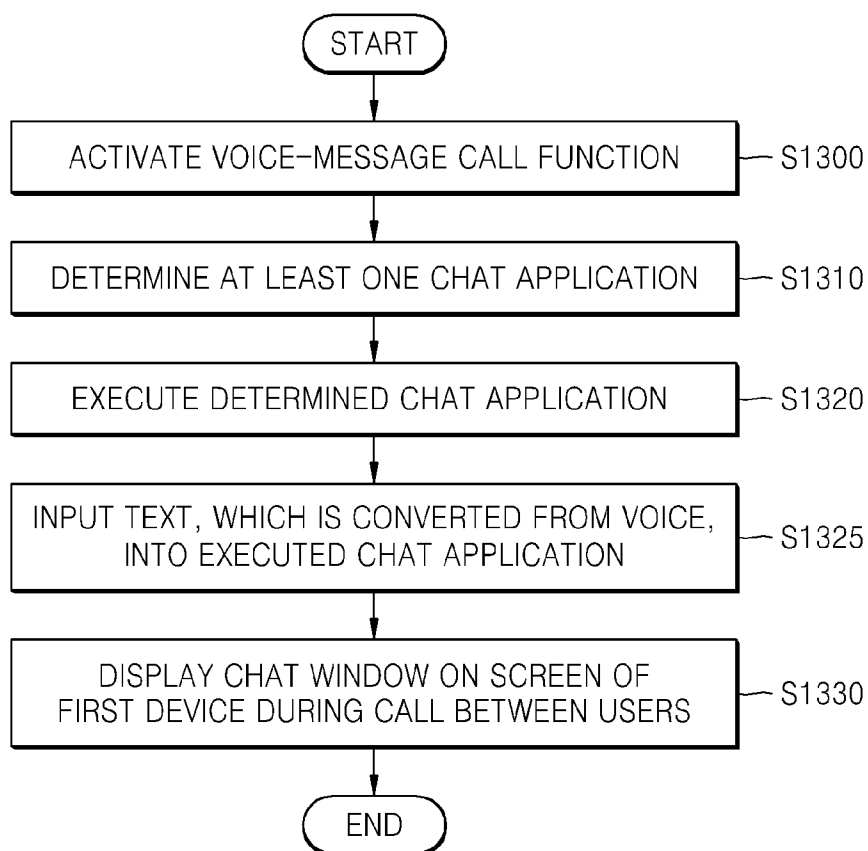 START
ACTIVATE VOICE-MESSAGE CALL FUNCTION
S1300
DETERMINE AT LEAST ONE CHAT APPLICATION
S1310
EXECUTE DETERMINED CHAT APPLICATION
S1320
INPUT TEXT, WHICH IS CONVERTED FROM VOICE,
INTO EXECUTED CHAT APPLICATION
S1325
DISPLAY CHAT WINDOW ON SCREEN OF
FIRST DEVICE DURING CALL BETWEEN USERS
S1330
END